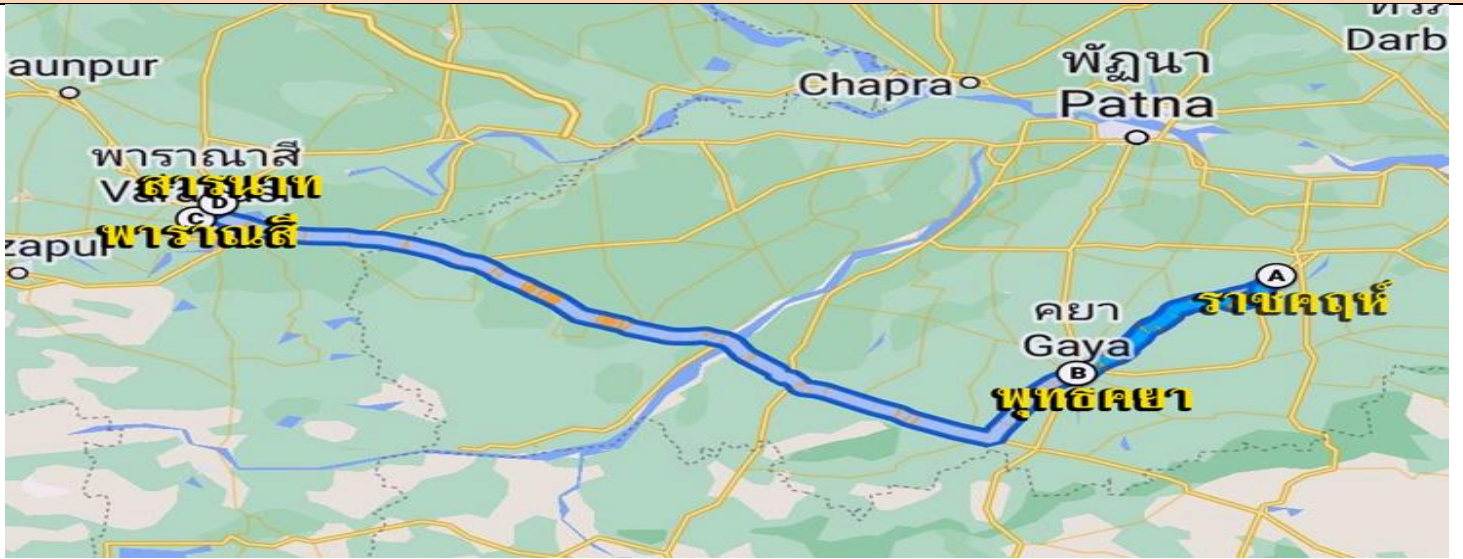 aunpur
Chapra
พัฏนา
Patna
Darb
พาราณาสี
สารนาท
C
พาราณสี
zapur
A
ราชคฤห์
คยา
Gaya
B
พุทธคยา